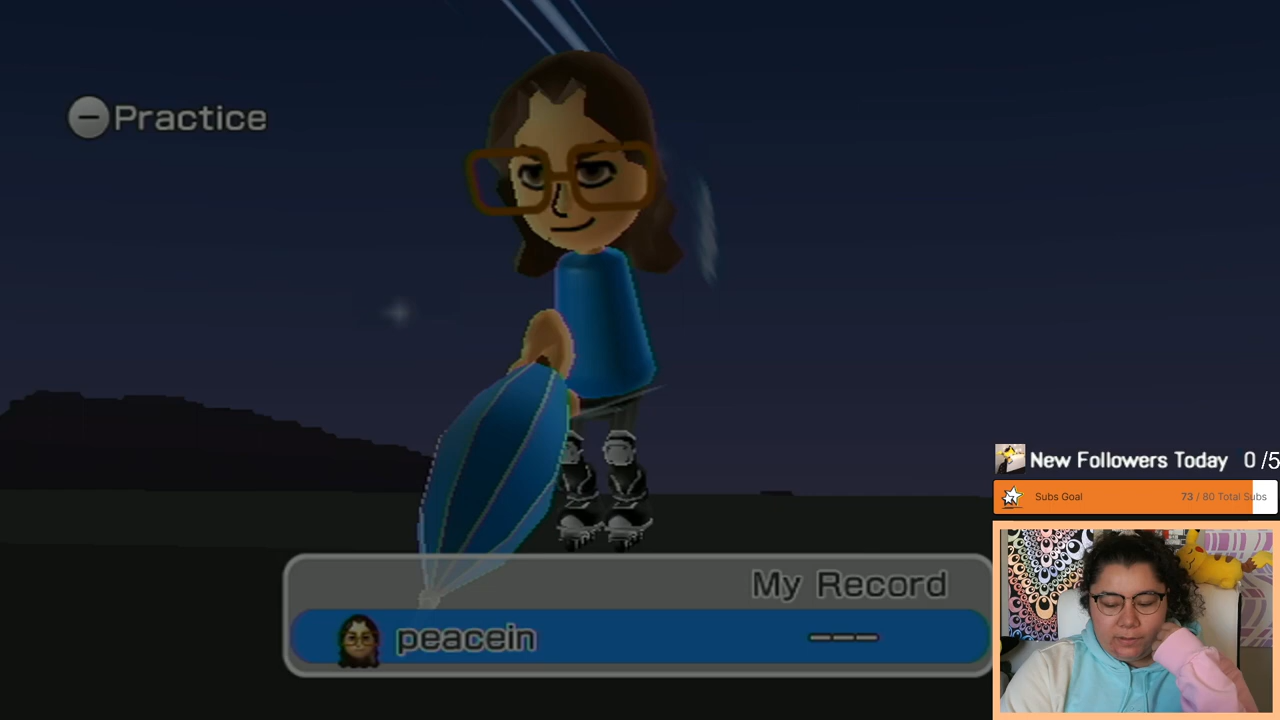 Practice
New Followers Today 0 /5
Subs Goal 73 / 80 Total Subs
My Record
peacein ---